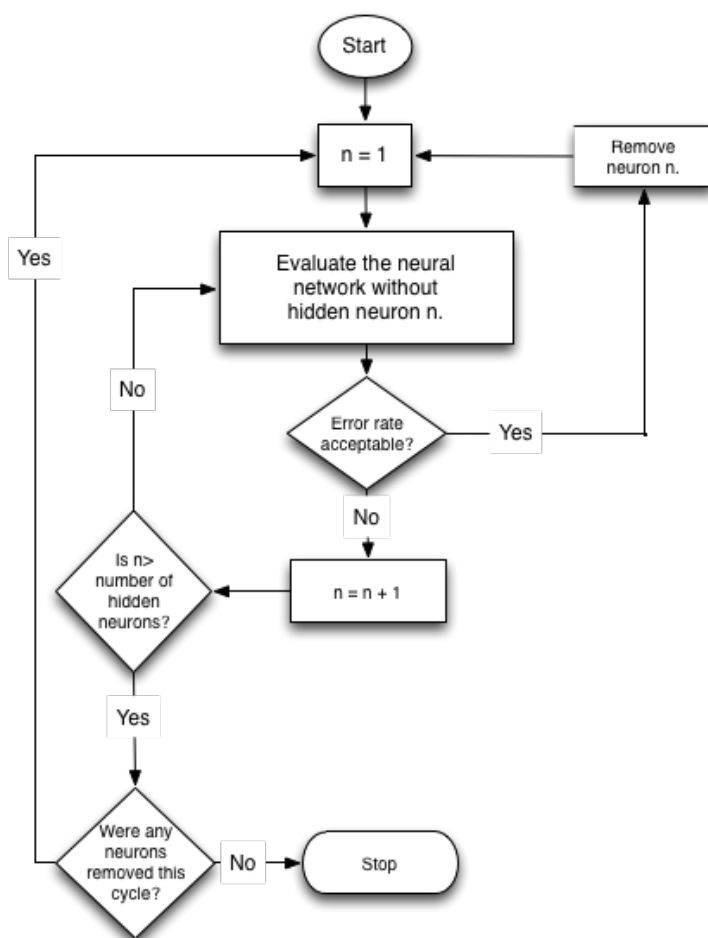 Start
n = 1
Remove
neuron n.
Yes
Evaluate the neural
network without
hidden neuron n.
No
Error rate
acceptable?
Yes
No
Is n>
number of
hidden
neurons?
n = n + 1
Yes
Were any
neurons
removed this
cycle?
No
Stop